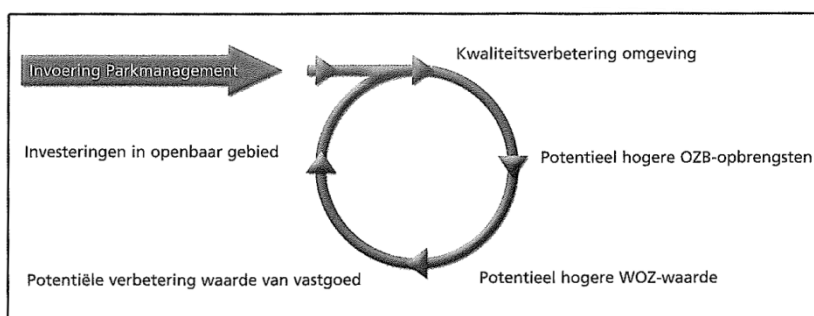 Invoering Parkmanagement
Kwaliteitsverbetering omgeving
Investeringen in openbaar gebied
Potentieel hogere OZB-opbrengsten
Potentiële verbetering waarde van vastgoed
Potentieel hogere WOZ-waarde